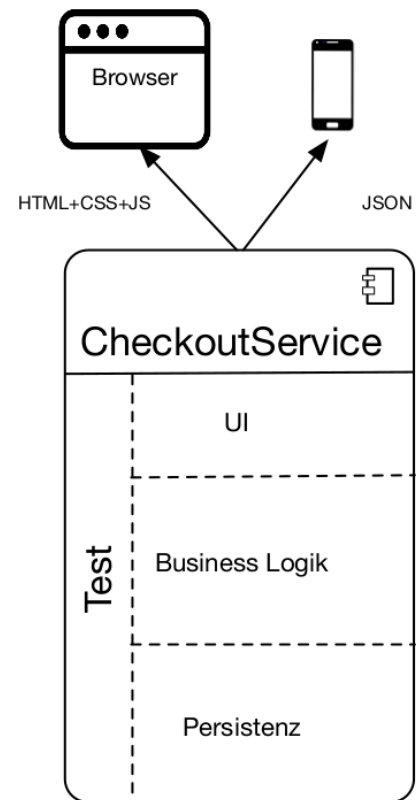 Browser
HTML+CSS+JS
JSON
CheckoutService
UI
Test
Business Logik
Persistenz